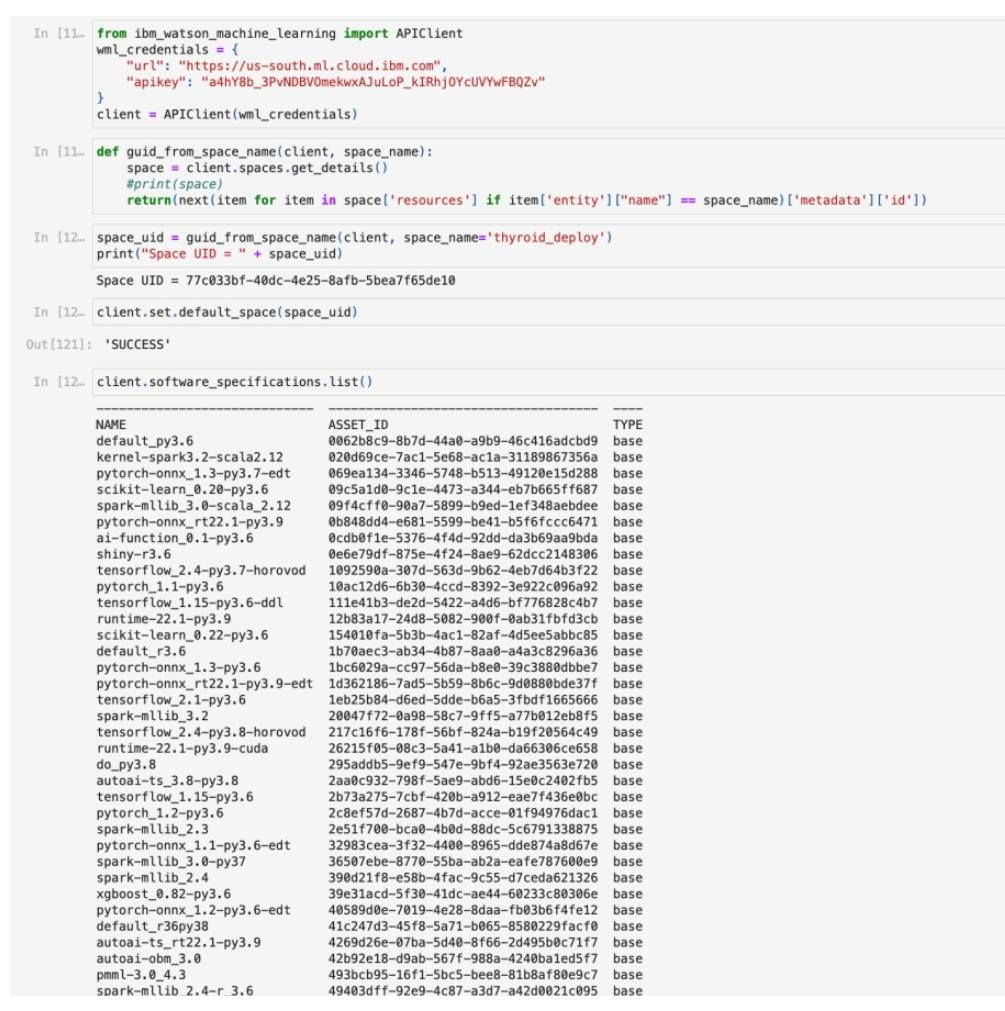 In [11… from ibm_watson_machine_learning import APIClient
wml_credentials = {
"url": "https://us-south.ml.cloud.ibm.com",
"apikey": "a4hY8b_3PvNDBVOmekwxAJuLoP_kIRhjOYcUVYwFBQZv"
}
client = APIClient(wml_credentials)
In [11… def guid_from_space_name(client, space_name):
space = client.spaces.get_details()
#print(space)
return(next(item for item in space['resources'] if item['entity']["name"] == space_name)['metadata']['id'])
In [12… space_uid = guid_from_space_name(client, space_name='thyroid_deploy')
print("Space UID = " + space_uid)
Space UID = 77c033bf-40dc-4e25-8afb-5bea7f65de10
In [12… client.set.default_space(space_uid)
Out[121]: 'SUCCESS'
In [12… client.software_specifications.list()
NAME ASSET_ID TYPE
default_py3.6 0062b8c9-8b7d-44a0-a9b9-46c416adcbd9 base
kernel-spark3.2-scala2.12 020d69ce-7ac1-5e68-ac1a-31189867356a base
pytorch-onnx_1.3-py3.7-edt 069ea134-3346-5748-b513-49120e15d288 base
scikit-learn_0.20-py3.6 09c5a1d0-9c1e-4473-a344-eb7b665ff687 base
spark-mllib_3.0-scala_2.12 09f4cff0-90a7-5899-b9ed-1ef348aebdee base
pytorch-onnx_rt22.1-py3.9 0b848dd4-e681-5599-be41-b5f6fccc6471 base
ai-function_0.1-py3.6 0cdb0f1e-5376-4f4d-92dd-da3b69aa9bda base
shiny-r3.6 0e6e79df-875e-4f24-8ae9-62dcc2148306 base
tensorflow_2.4-py3.7-horovod 1092590a-307d-563d-9b62-4eb7d64b3f22 base
pytorch_1.1-py3.6 10ac12d6-6b30-4ccd-8392-3e922c096a92 base
tensorflow_1.15-py3.6-ddl 111e41b3-de2d-5422-a4d6-bf776828c4b7 base
runtime-22.1-py3.9 12b83a17-24d8-5082-900f-0ab31fbfd3cb base
scikit-learn_0.22-py3.6 154010fa-5b3b-4ac1-82af-4d5ee5abbc85 base
default_r3.6 1b70aec3-ab34-4b87-8aa0-a4a3c8296a36 base
pytorch-onnx_1.3-py3.6 1bc6029a-cc97-56da-b8e0-39c3880dbbe7 base
pytorch-onnx_rt22.1-py3.9-edt 1d362186-7ad5-5b59-8b6c-9d0880bde37f base
tensorflow_2.1-py3.6 1eb25b84-d6ed-5dde-b6a5-3fbdf1665666 base
spark-mllib_3.2 20047f72-0a98-58c7-9ff5-a77b012eb8f5 base
tensorflow_2.4-py3.8-horovod 217c16f6-178f-56bf-824a-b19f20564c49 base
runtime-22.1-py3.9-cuda 26215f05-08c3-5a41-a1b0-da66306ce658 base
do_py3.8 295addb5-9ef9-547e-9bf4-92ae3563e720 base
autoai-ts_3.8-py3.8 2aa0c932-798f-5ae9-abd6-15e0c2402fb5 base
tensorflow_1.15-py3.6 2b73a275-7cbf-420b-a912-eae7f436e0bc base
pytorch_1.2-py3.6 2c8ef57d-2687-4b7d-acce-01f94976dac1 base
spark-mllib_2.3 2e51f700-bca0-4b0d-88dc-5c6791338875 base
pytorch-onnx_1.1-py3.6-edt 32983cea-3f32-4400-8965-dde874a8d67e base
spark-mllib_3.0-py37 36507ebe-8770-55ba-ab2a-eafe787600e9 base
spark-mllib_2.4 390d21f8-e58b-4fac-9c55-d7ceda621326 base
xgboost_0.82-py3.6 39e31acd-5f30-41dc-ae44-60233c80306e base
pytorch-onnx_1.2-py3.6-edt 40589d0e-7019-4e28-8daa-fb03b6f4fe12 base
default_r36py38 41c247d3-45f8-5a71-b065-8580229facf0 base
autoai-ts_rt22.1-py3.9 4269d26e-07ba-5d40-8f66-2d495b0c71f7 base
autoai-obm_3.0 42b92e18-d9ab-567f-988a-4240ba1ed5f7 base
pmml-3.0_4.3 493bcb95-16f1-5bc5-bee8-81b8af80e9c7 base
spark-mllib_2.4-r_3.6 49403dff-92e9-4c87-a3d7-a42d0021c095 base